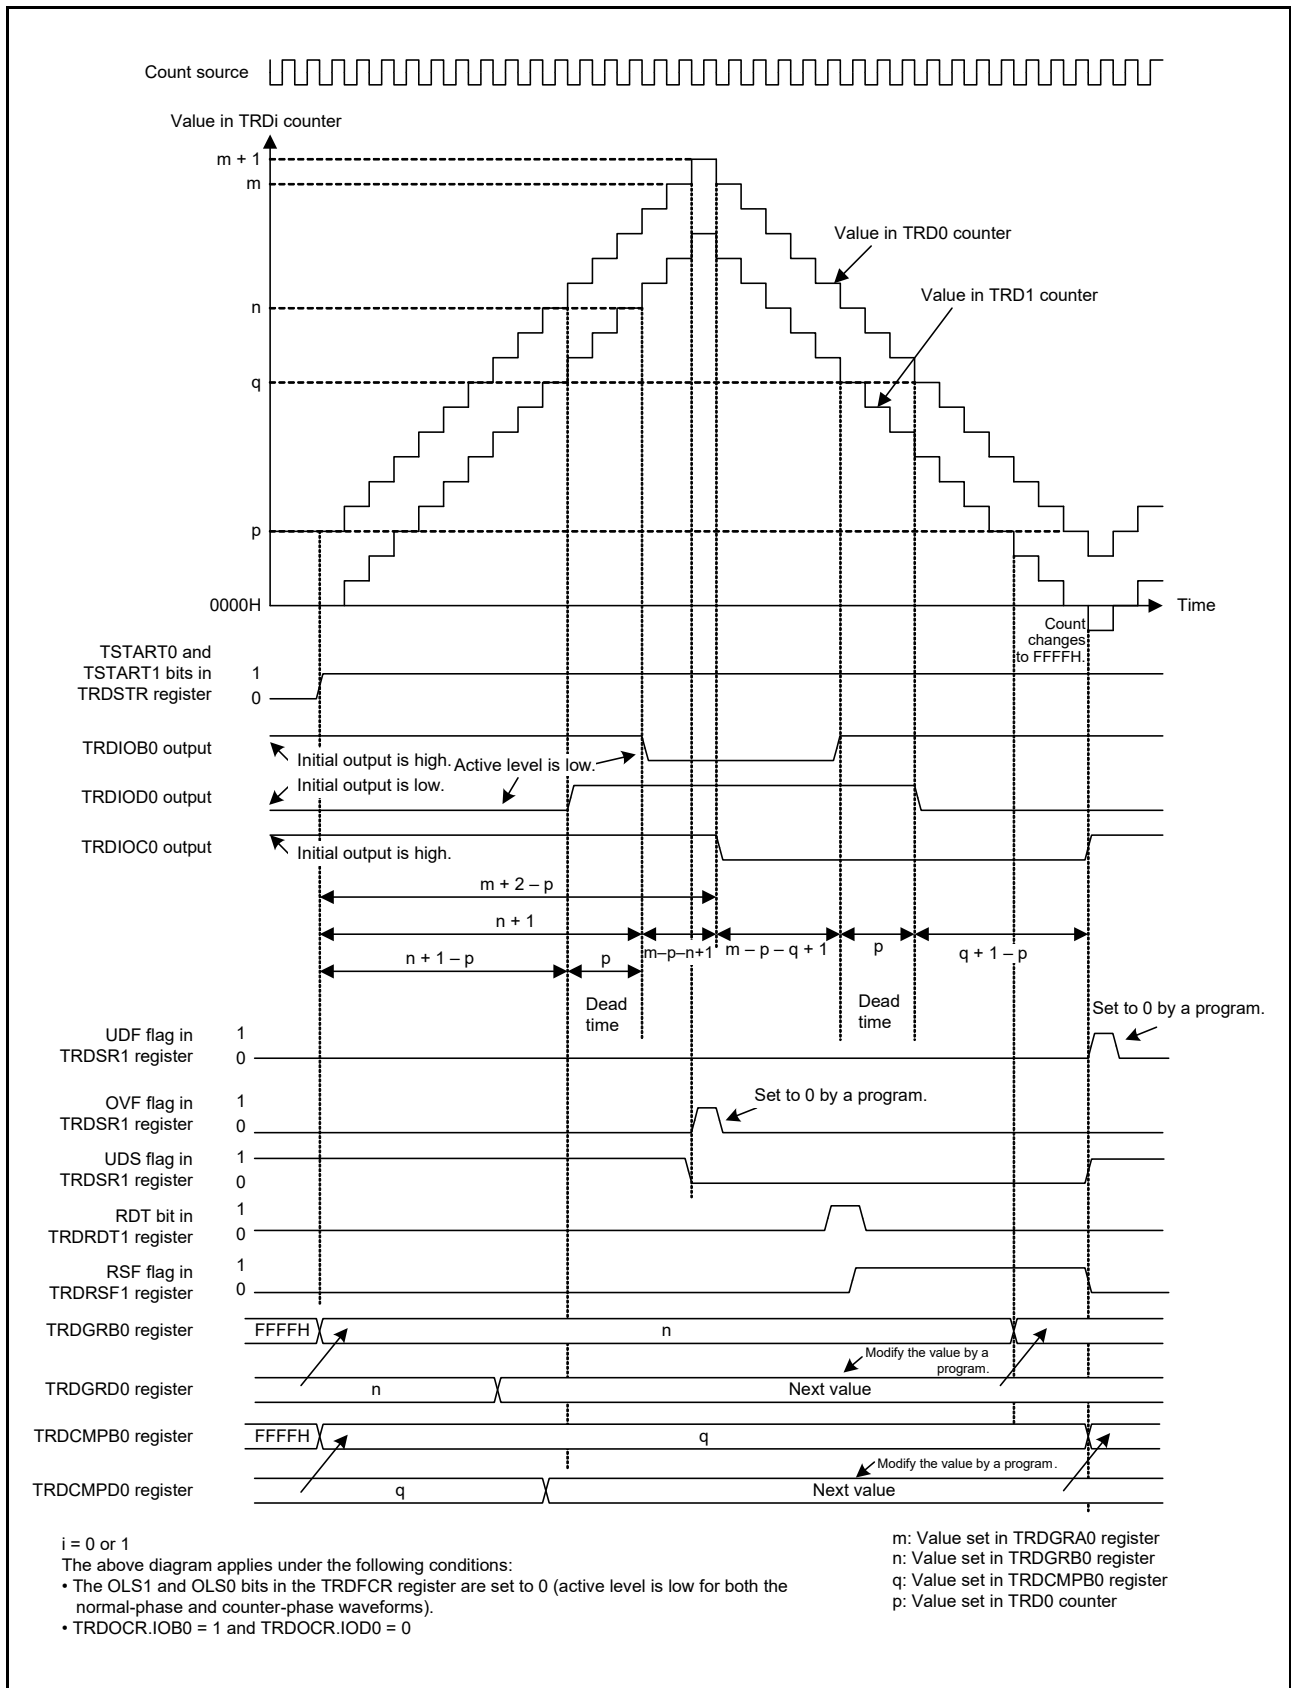 Count source
Value in TRDi counter
m + 1
m
Value in TRD0 counter
Value in TRD1 counter
n
q
p
0000H
Time
Count
changes
to FFFFH.
TSTART0 and
TSTART1 bits in
TRDSTR register
1
0
TRDIOB0 output
Initial output is high.
Active level is low.
TRDIOD0 output
Initial output is low.
TRDIOC0 output
Initial output is high.
m + 2 – p
n + 1
m–p–n+1
m – p – q + 1
p
q + 1 – p
n + 1 – p
p
Dead
time
Dead
time
Set to 0 by a program.
UDF flag in
TRDSR1 register
1
0
OVF flag in
TRDSR1 register
1
0
Set to 0 by a program.
UDS flag in
TRDSR1 register
1
0
RDT bit in
TRDRDT1 register
1
0
RSF flag in
TRDRSF1 register
1
0
TRDGRB0 register
FFFFH
n
Modify the value by a
program.
TRDGRD0 register
n
Next value
TRDCMPB0 register
FFFFH
q
Modify the value by a program.
TRDCMPD0 register
q
Next value
i = 0 or 1
The above diagram applies under the following conditions:
• The OLS1 and OLS0 bits in the TRDFCR register are set to 0 (active level is low for both the
normal-phase and counter-phase waveforms).
• TRDOCR.IOB0 = 1 and TRDOCR.IOD0 = 0
m: Value set in TRDGRA0 register
n: Value set in TRDGRB0 register
q: Value set in TRDCMPB0 register
p: Value set in TRD0 counter